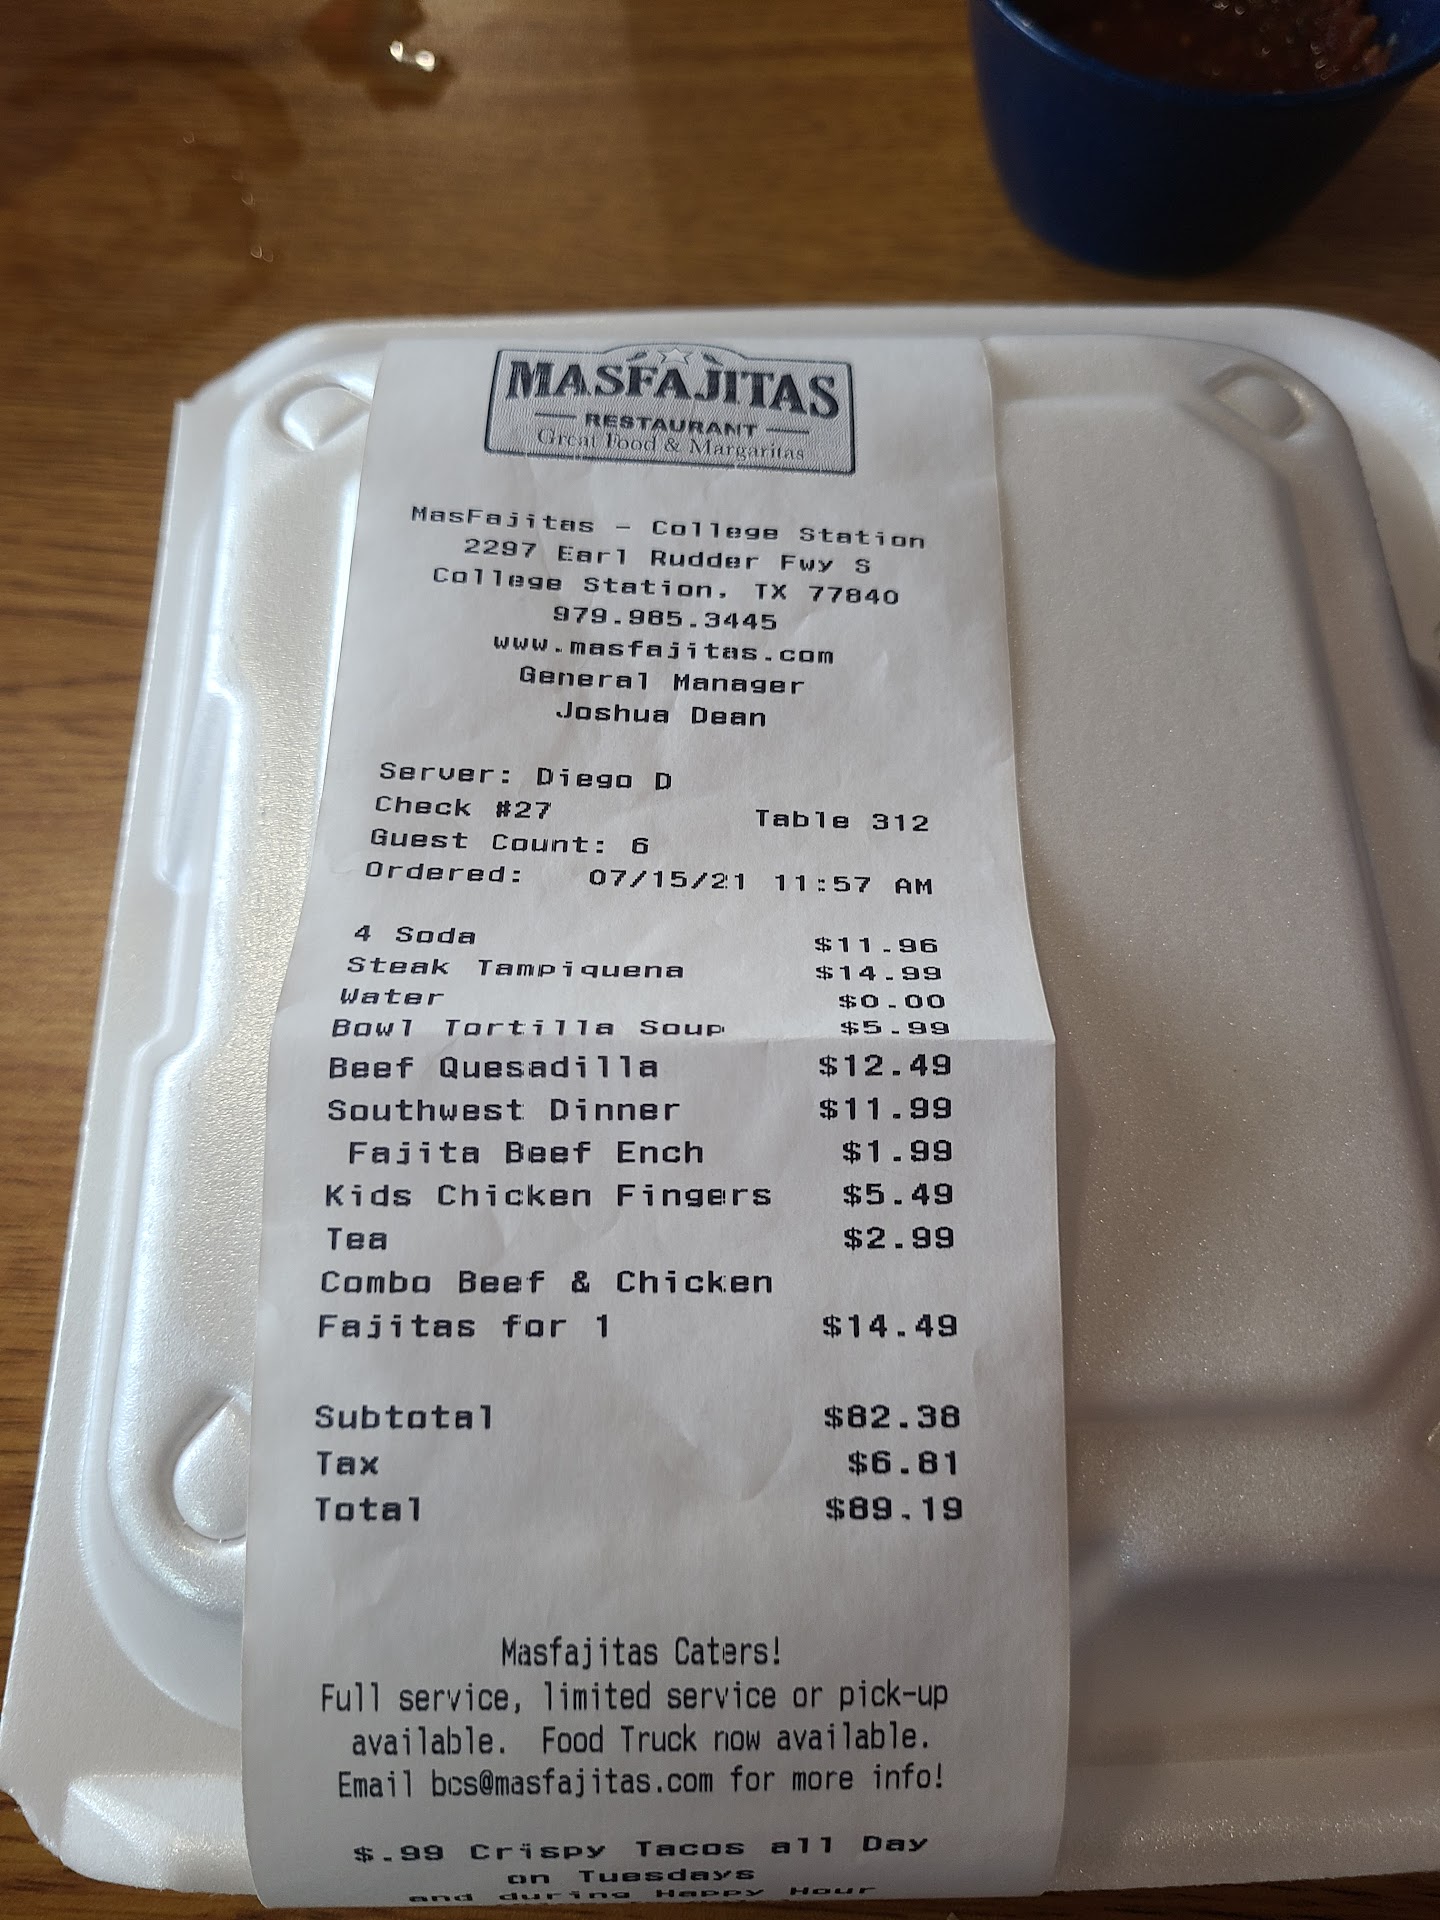 MASFAJITAS
RESTAURANT
Great Food & Margaritas
MasFajitas - College Station
2297 Earl Rudder Fwy S
College Station, TX 77840
979.985.3445
www.masfajitas.com
General Manager
Joshua Dean
Server: Diego D
Check #27 Table 312
Guest Count: 6
Ordered: 07/15/21 11:57 AM
4 Soda $11.96
Steak Tampiquena $14.99
Water $0.00
Bowl Tortilla Soup $5.99
Beef Quesadilla $12.49
Southwest Dinner $11.99
Fajita Beef Ench $1.99
Kids Chicken Fingers $5.49
Tea $2.99
Combo Beef & Chicken
Fajitas for 1 $14.49
Subtotal $82.38
Tax $6.81
Total $89.19
Masfajitas Caters!
Full service, limited service or pick-up
available. Food Truck now available.
Email bcs@masfajitas.com for more info!
$.99 Crispy Tacos all Day
on Tuesdays
and during Happy Hour